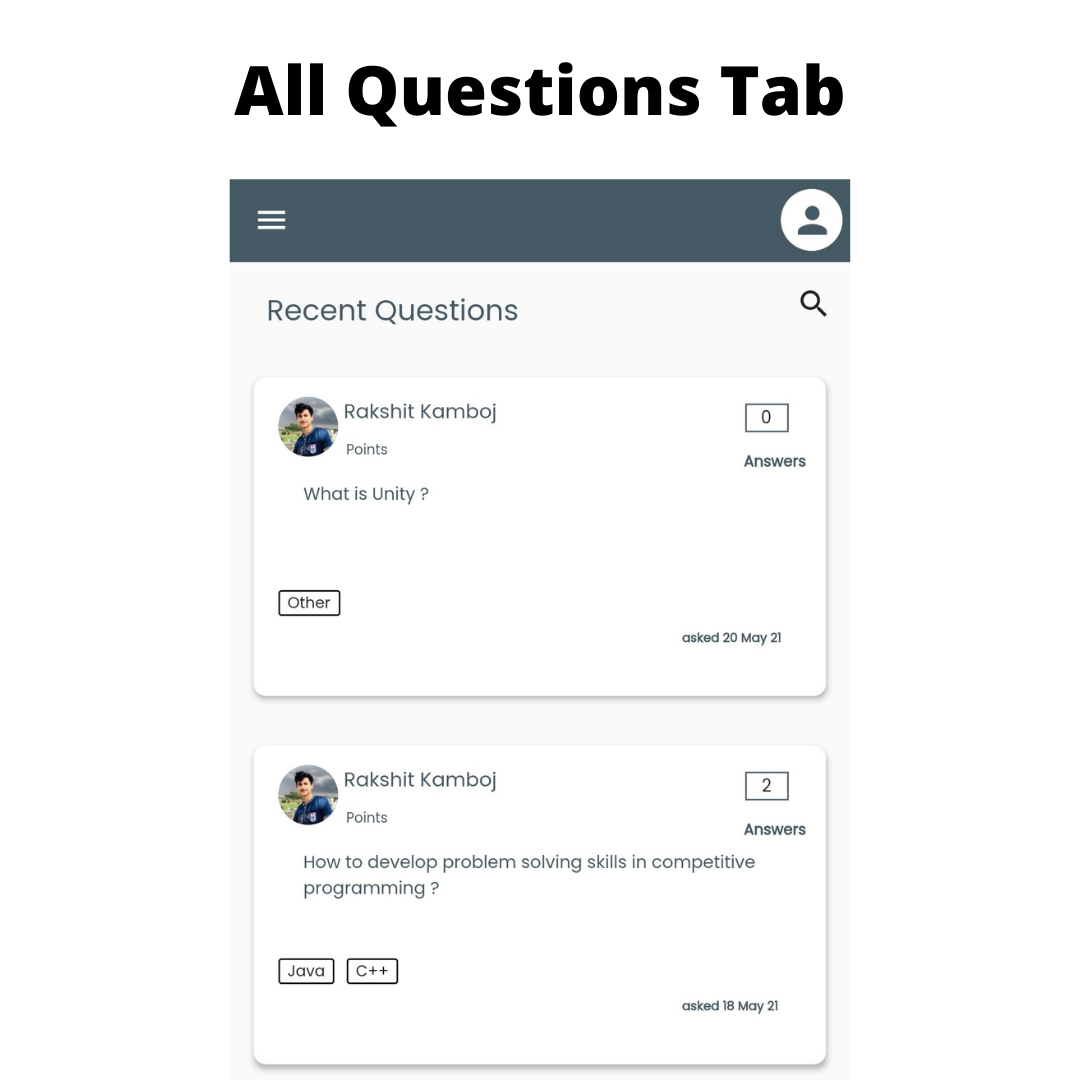 All Questions Tab
Recent Questions
Rakshit Kamboj
0
Points
Answers
What is Unity ?
Other
asked 20 May 21
Rakshit Kamboj
2
Points
Answers
How to develop problem solving skills in competitive
programming ?
Java C++
asked 18 May 21